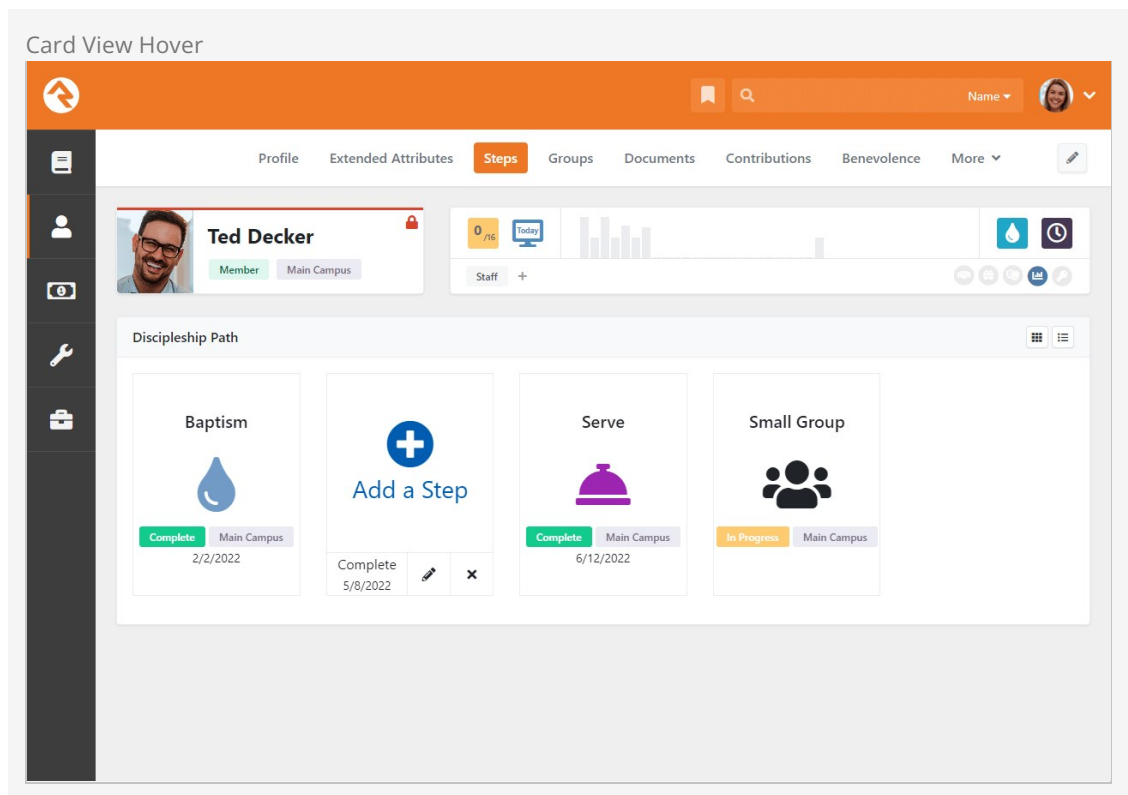 Card View Hover
Name
Profile Extended Attributes Steps Groups Documents Contributions Benevolence More
Ted Decker
Member Main Campus
0/16 Today
Staff +
Discipleship Path
Baptism
Complete Main Campus
2/2/2022
Add a Step
Complete
5/8/2022
Serve
Complete Main Campus
6/12/2022
Small Group
In Progress Main Campus